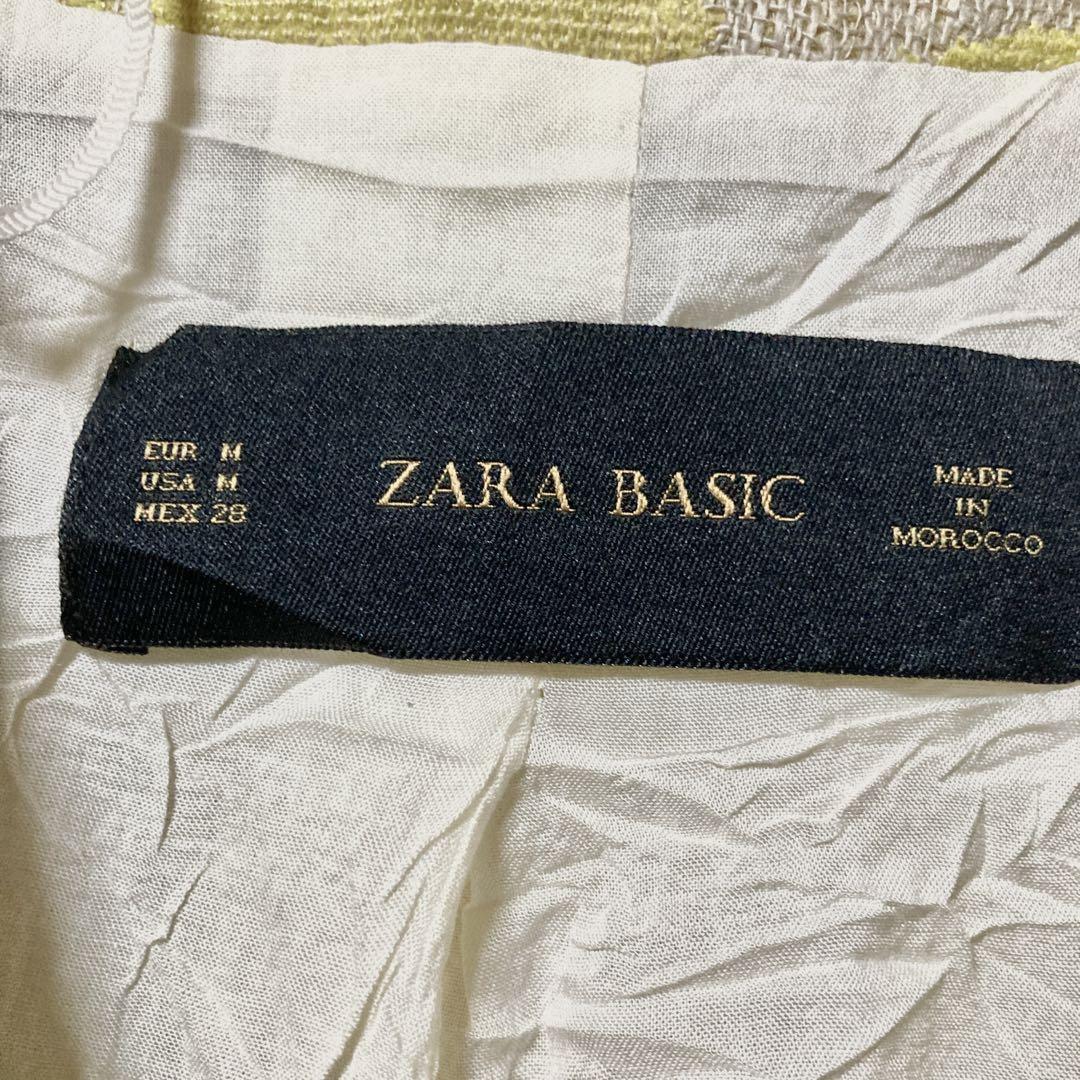 EUR M
USA M
MEX 28
ZARA BASIC
MADE
IN
MOROCCO